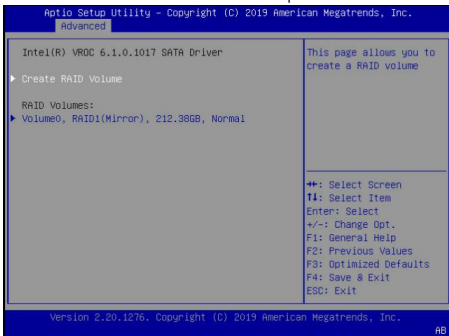 Aptio Setup Utility – Copyright (C) 2019 American Megatrends, Inc.
Advanced
Intel(R) VROC 6.1.0.1017 SATA Driver
Create RAID Volume
RAID Volumes:
Volume0, RAID1(Mirror), 212.38GB, Normal
This page allows you to
create a RAID volume
→←: Select Screen
↑↓: Select Item
Enter: Select
+/-: Change Opt.
F1: General Help
F2: Previous Values
F3: Optimized Defaults
F4: Save & Exit
ESC: Exit
Version 2.20.1276. Copyright (C) 2019 American Megatrends, Inc.
AB